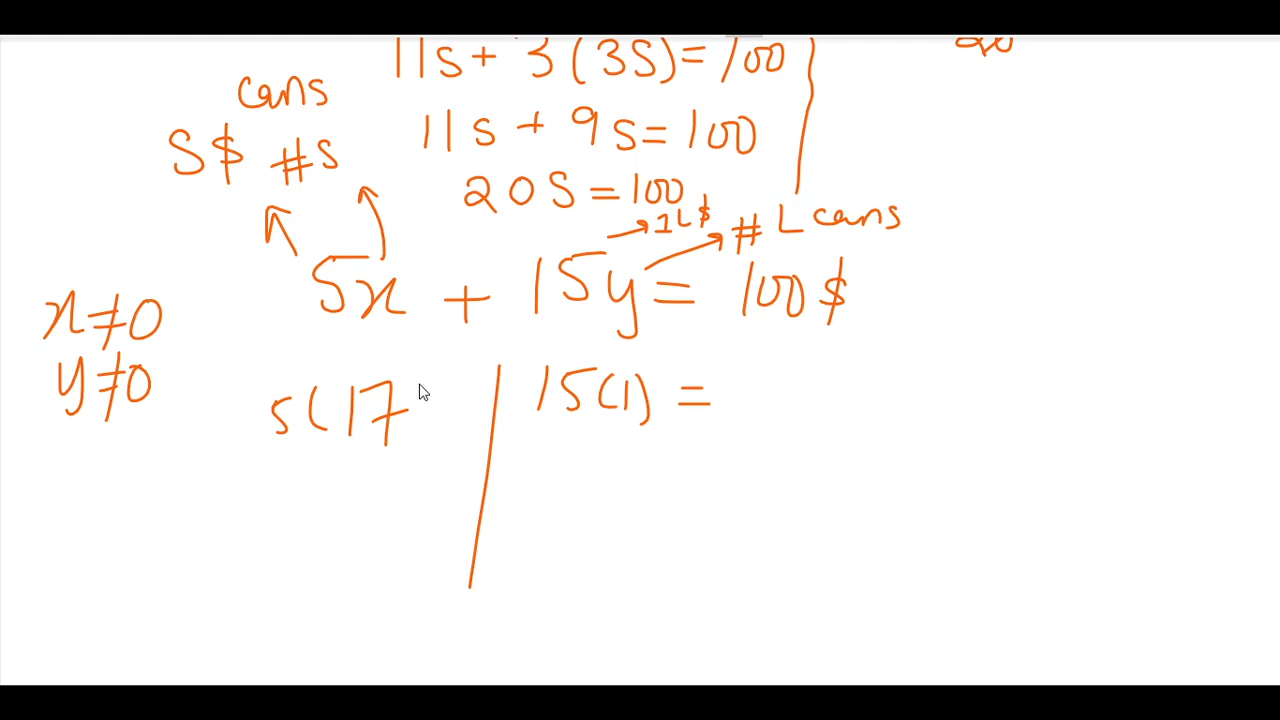 11s + 3(3s) = 100
20
cans
S$ #s
11s + 9s = 100
20s = 100
1L$
# L cans
5x + 15y = 100$
x≠0
y≠0
5(17
15(1) =